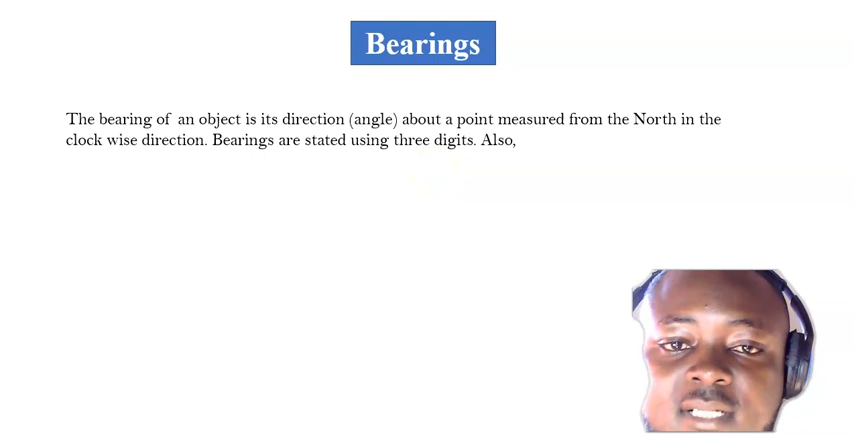 Bearings
The bearing of an object is its direction (angle) about a point measured from the North in the
clock wise direction. Bearings are stated using three digits. Also,